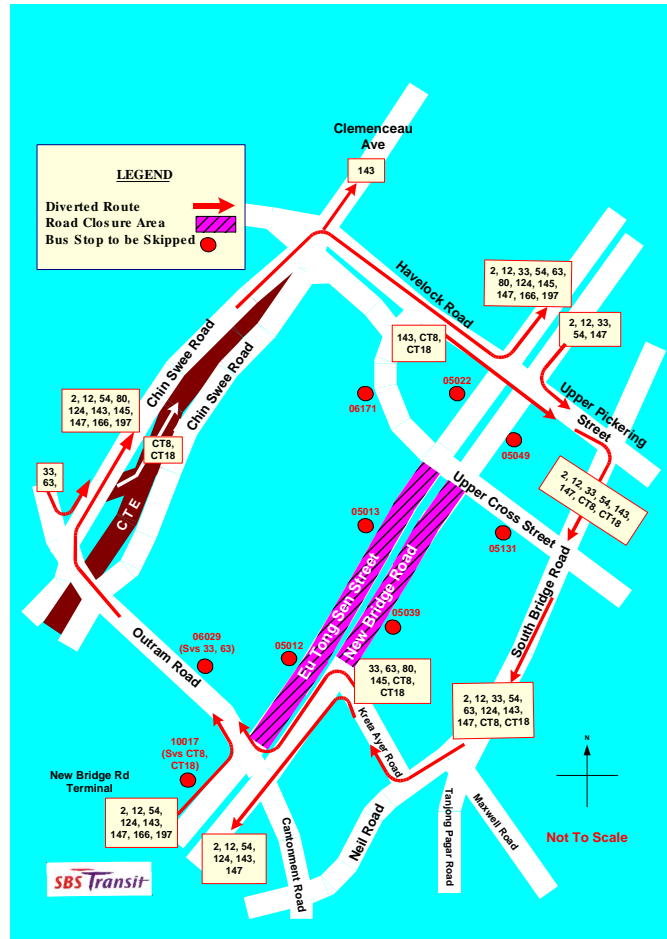 Clemenceau
Ave
143
LEGEND
Diverted Route
Road Closure Area
Bus Stop to be Skipped
Havelock Road
2, 12, 33, 54, 63,
80, 124, 145,
147, 166, 197
2, 12, 33,
54, 147
143, CT8,
CT18
Chin Swee Road
Chin Swee Road
06171
05022
Upper Pickering
Street
2, 12, 54, 80,
124, 143, 145,
147, 166, 197
CT8,
CT18
05049
33,
63,
CTE
Upper Cross Street
2, 12, 33, 54, 143,
147, CT8, CT18
05013
05131
Eu Tong Sen Street
New Bridge Road
South Bridge Road
Outram Road
06029
(Svs 33, 63)
05012
05039
33, 63, 80,
145, CT8,
CT18
2, 12, 33, 54,
63, 124, 143,
147, CT8, CT18
Kreta Ayer Road
10017
(Svs CT8,
CT18)
New Bridge Rd
Terminal
N
2, 12, 54,
124, 143,
147, 166, 197
2, 12, 54,
124, 143,
147
Cantonment Road
Neil Road
Tanjong Pagar Road
Maxwell Road
Not To Scale
SBS Transit